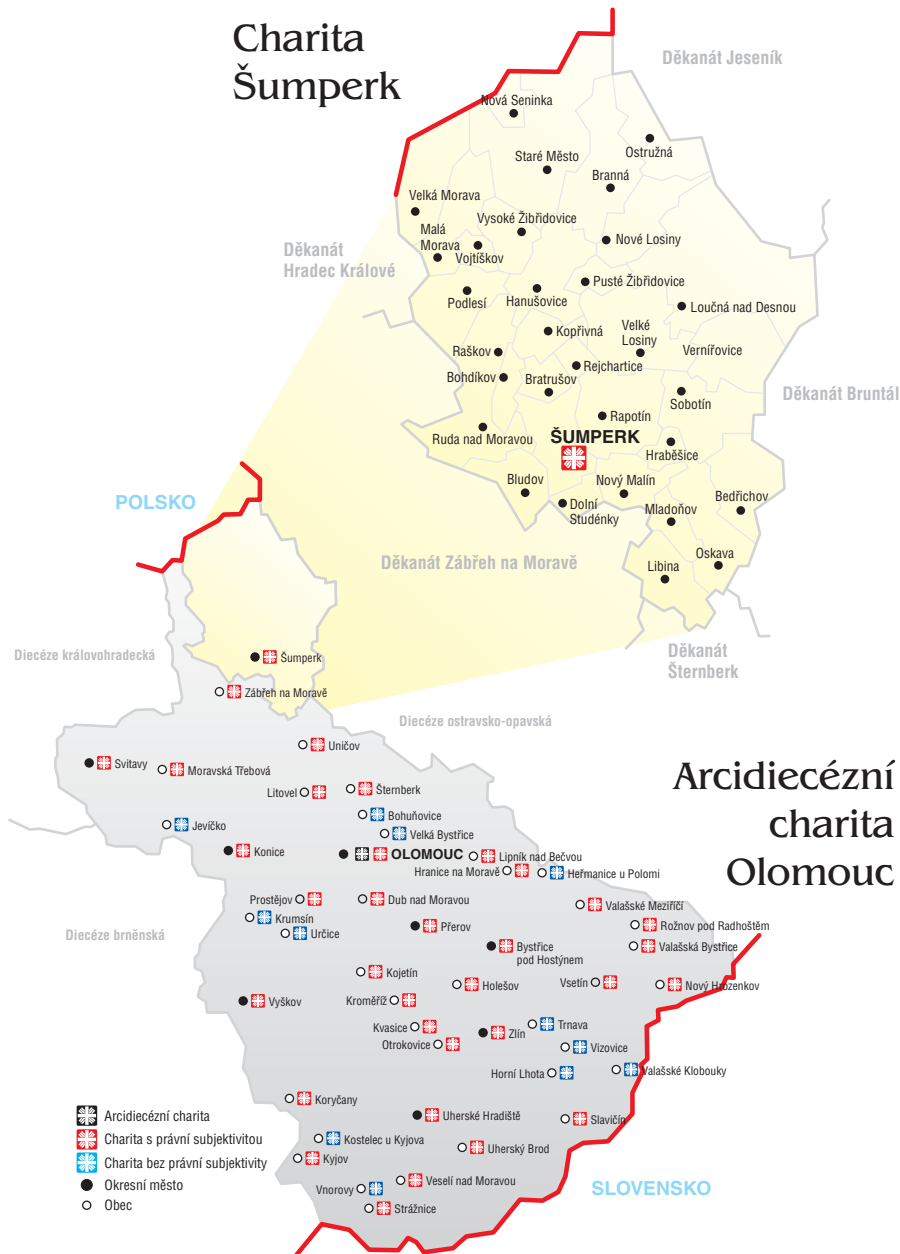 Charita
Šumperk
Děkanát Jeseník
Nová Seninka
Ostružná
Staré Město
Branná
Velká Morava
Vysoké Žibřidovice
Malá
Morava
Nové Losiny
Děkanát
Hradec Králové
Vojtíškov
Pusté Žibřidovice
Podlesí
Hanušovice
Loučná nad Desnou
Kopřivná
Velké
Losiny
Vernířovice
Raškov
Rejchartice
Bohdíkov
Bratrušov
Sobotín
Děkanát Bruntál
Rapotín
Ruda nad Moravou
ŠUMPERK
Hraběšice
Bludov
Nový Malín
Bedřichov
Dolní
Studénky
Mladoňov
POLSKO
Děkanát Zábřeh na Moravě
Oskava
Libina
Děkanát
Šternberk
Diecéze královohradecká
Šumperk
Zábřeh na Moravě
Diecéze ostravsko-opavská
Uničov
Svitavy
Moravská Třebová
Arcidiecézní
charita
Olomouc
Litovel
Šternberk
Bohuňovice
Jevíčko
Velká Bystřice
Konice
OLOMOUC
Lipník nad Bečvou
Hranice na Moravě
Heřmanice u Polomi
Prostějov
Dub nad Moravou
Valašské Meziříčí
Krumsín
Rožnov pod Radhoštěm
Diecéze brněnská
Určice
Přerov
Bystřice
pod Hostýnem
Valašská Bystřice
Kojetín
Holešov
Vsetín
Nový Hrozenkov
Vyškov
Kroměříž
Kvasice
Trnava
Otrokovice
Zlín
Vizovice
Horní Lhota
Valašské Klobouky
Koryčany
Arcidiecézní charita
Uherské Hradiště
Slavičín
Charita s právní subjektivitou
Kostelec u Kyjova
Uherský Brod
Charita bez právní subjektivity
Kyjov
Okresní město
Vnorovy
Veselí nad Moravou
SLOVENSKO
Obec
Strážnice